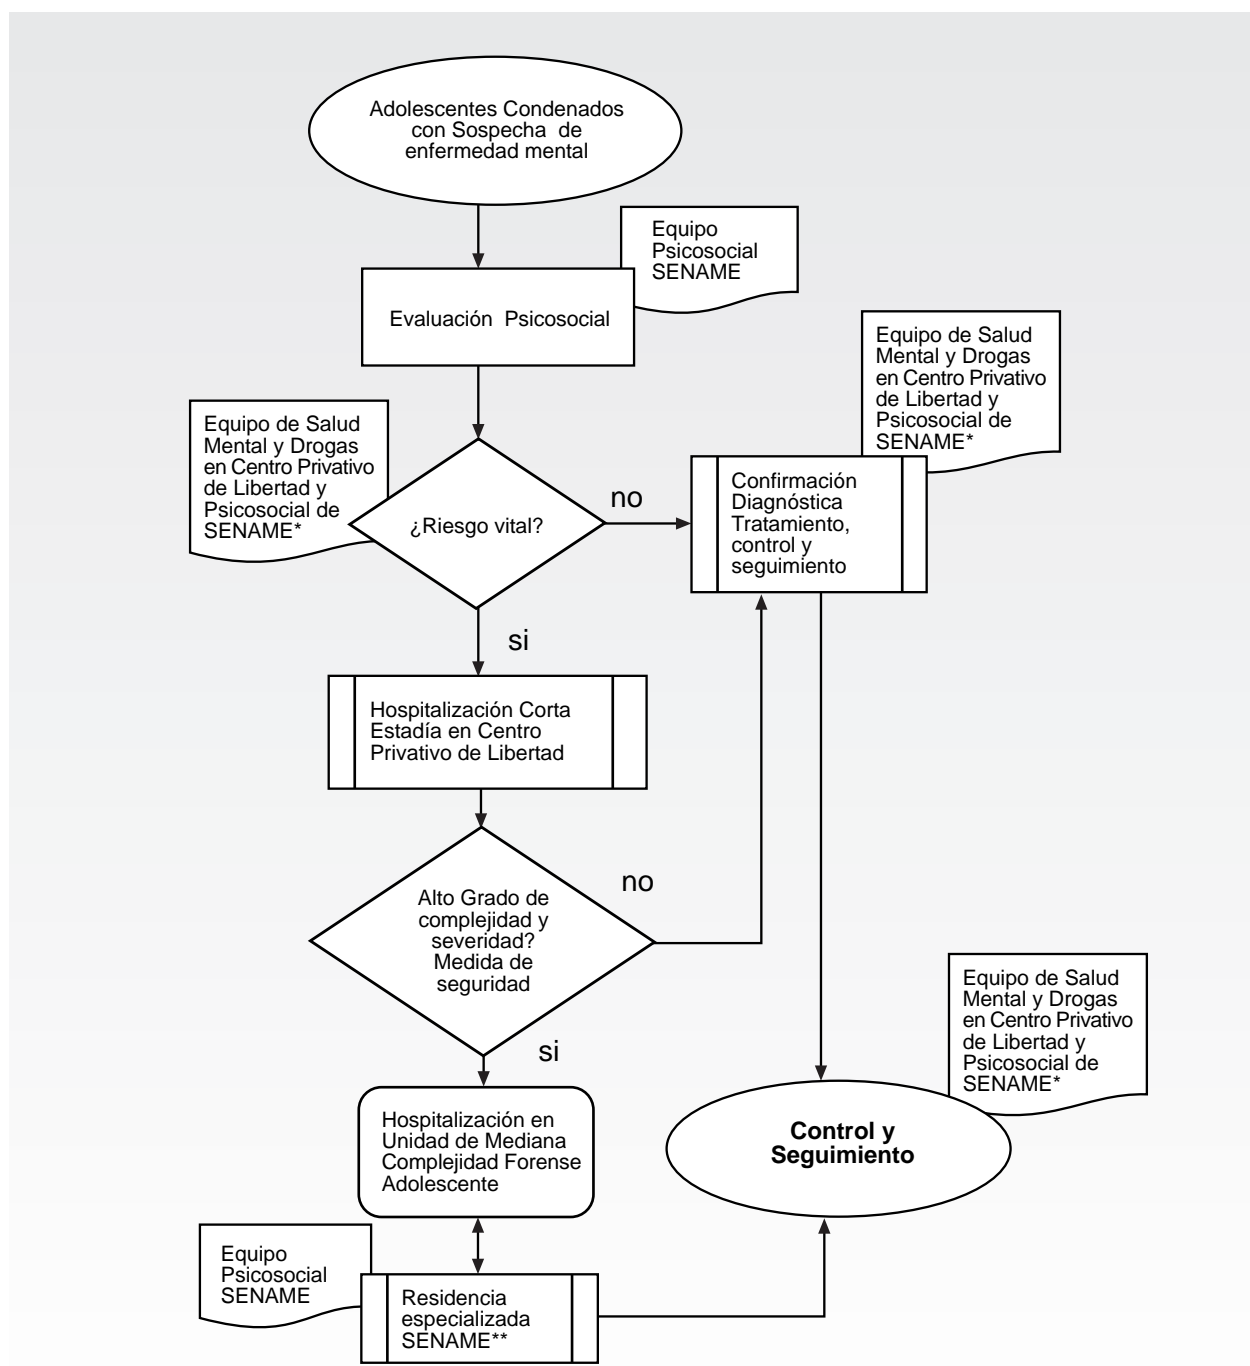 Adolescentes Condenados
con Sospecha de
enfermedad mental
Equipo
Psicosocial
SENAME
Evaluación Psicosocial
Equipo de Salud
Mental y Drogas
en Centro Privativo
de Libertad y
Psicosocial de
SENAME*
Equipo de Salud
Mental y Drogas
en Centro Privativo
de Libertad y
Psicosocial de
SENAME*
¿Riesgo vital?
no
Confirmación
Diagnóstica
Tratamiento,
control y
seguimiento
si
Hospitalización Corta
Estadía en Centro
Privativo de Libertad
Alto Grado de
complejidad y
severidad?
Medida de
seguridad
no
si
Equipo de Salud
Mental y Drogas
en Centro Privativo
de Libertad y
Psicosocial de
SENAME*
Hospitalización en
Unidad de Mediana
Complejidad Forense
Adolescente
Control y
Seguimiento
Equipo
Psicosocial
SENAME
Residencia
especializada
SENAME**